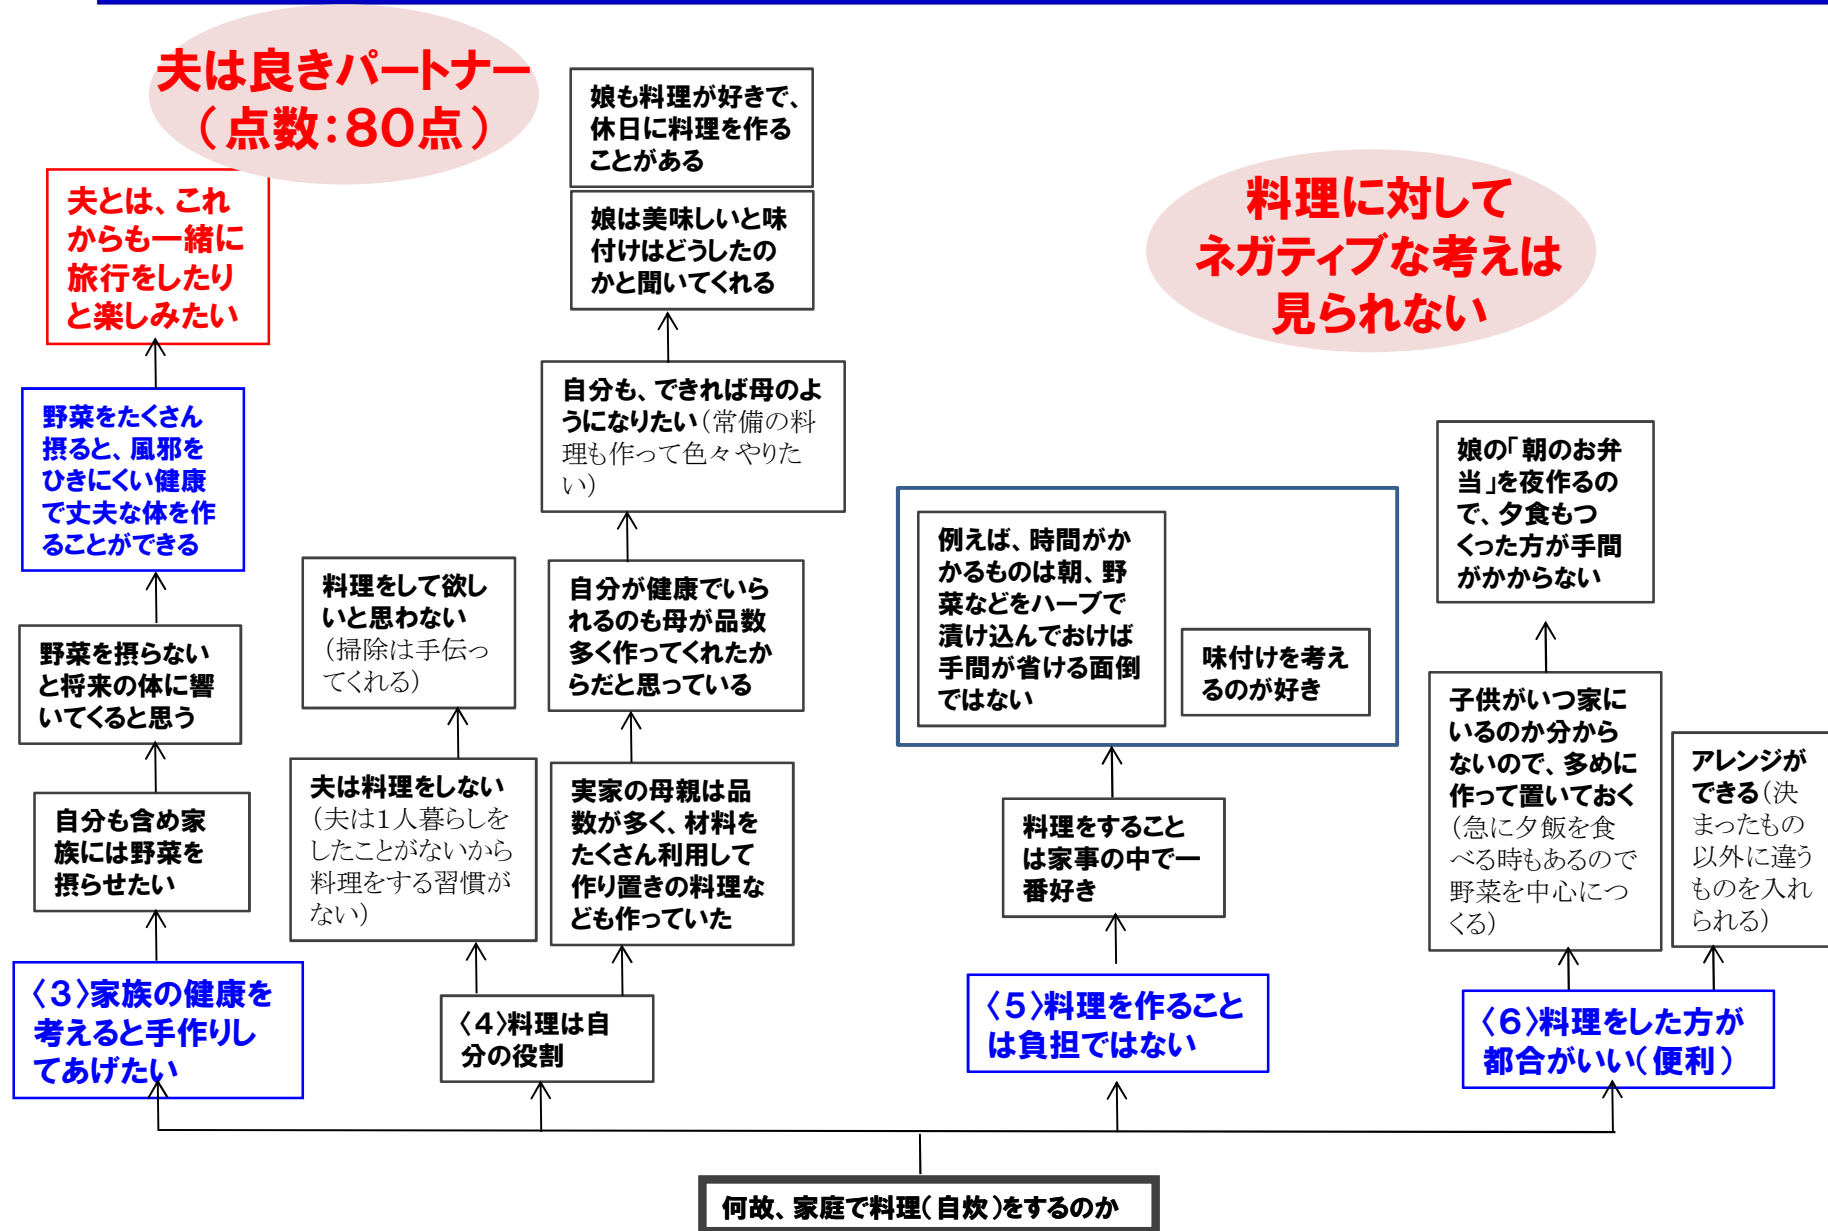 夫は良きパートナー
（点数：80点）
娘も料理が好きで、
休日に料理を作る
ことがある
娘は美味しいと味
付けはどうしたの
かと聞いてくれる
料理に対して
ネガティブな考えは
見られない
夫とは、これ
からも一緒に
旅行をしたり
と楽しみたい
野菜をたくさん
摂ると、風邪を
ひきにくい健康
で丈夫な体を作
ることができる
野菜を摂らない
と将来の体に響
いてくると思う
自分も含め家
族には野菜を
摂らせたい
〈3〉家族の健康を
考えると手作りし
てあげたい
料理をして欲し
いと思わない
（掃除は手伝っ
てくれる）
夫は料理をしない
（夫は1人暮らしを
したことがないから
料理をする習慣が
ない）
自分も、できれば母のよ
うになりたい（常備の料
理も作って色々やりた
い）
自分が健康でいら
れるのも母が品数
多く作ってくれたか
らだと思っている
実家の母親は品
数が多く、材料を
たくさん利用して
作り置きの料理な
ども作っていた
〈4〉料理は自
分の役割
例えば、時間がか
かるものは朝、野
菜などをハーブで
漬け込んでおけば
手間が省ける面倒
ではない
味付けを考え
るのが好き
料理をすること
は家事の中で一
番好き
〈5〉料理を作ること
は負担ではない
娘の「朝のお弁
当」を夜作るの
で、夕食もつ
くった方が手間
がかからない
子供がいつ家に
いるのか分から
ないので、多めに
作って置いておく
（急に夕飯を食
べる時もあるので
野菜を中心につ
くる）
アレンジが
できる（決
まったもの
以外に違う
ものを入れ
られる）
〈6〉料理をした方が
都合がいい（便利）
何故、家庭で料理（自炊）をするのか